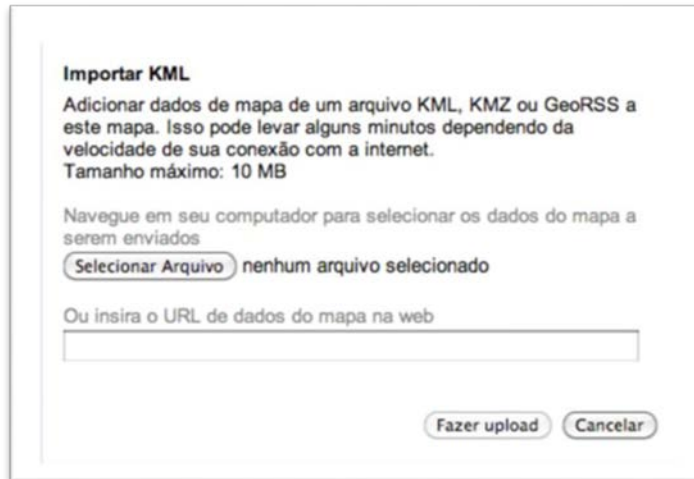 Importar KML
Adicionar dados de mapa de um arquivo KML, KMZ ou GeoRSS a
este mapa. Isso pode levar alguns minutos dependendo da
velocidade de sua conexão com a internet.
Tamanho máximo: 10 MB
Navegue em seu computador para selecionar os dados do mapa a
serem enviados
Selecionar Arquivo nenhum arquivo selecionado
Ou insira o URL de dados do mapa na web
Fazer upload Cancelar